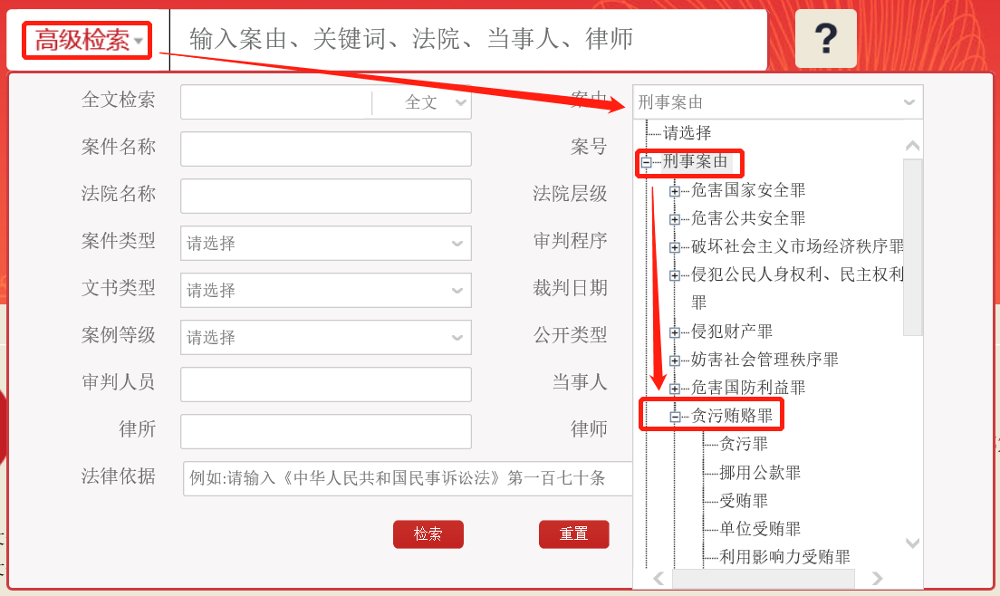 高级检索
输入案由、关键词、法院、当事人、律师
?
全文检索
全文
案由
刑事案由
案件名称
案号
法院名称
法院层级
案件类型
请选择
审判程序
文书类型
请选择
裁判日期
案例等级
请选择
公开类型
审判人员
当事人
律所
律师
法律依据
例如:请输入《中华人民共和国民事诉讼法》第一百七十条
检索
重置
请选择
刑事案由
危害国家安全罪
危害公共安全罪
破坏社会主义市场经济秩序罪
侵犯公民人身权利、民主权利
罪
侵犯财产罪
妨害社会管理秩序罪
危害国防利益罪
贪污贿赂罪
贪污罪
挪用公款罪
受贿罪
单位受贿罪
利用影响力受贿罪